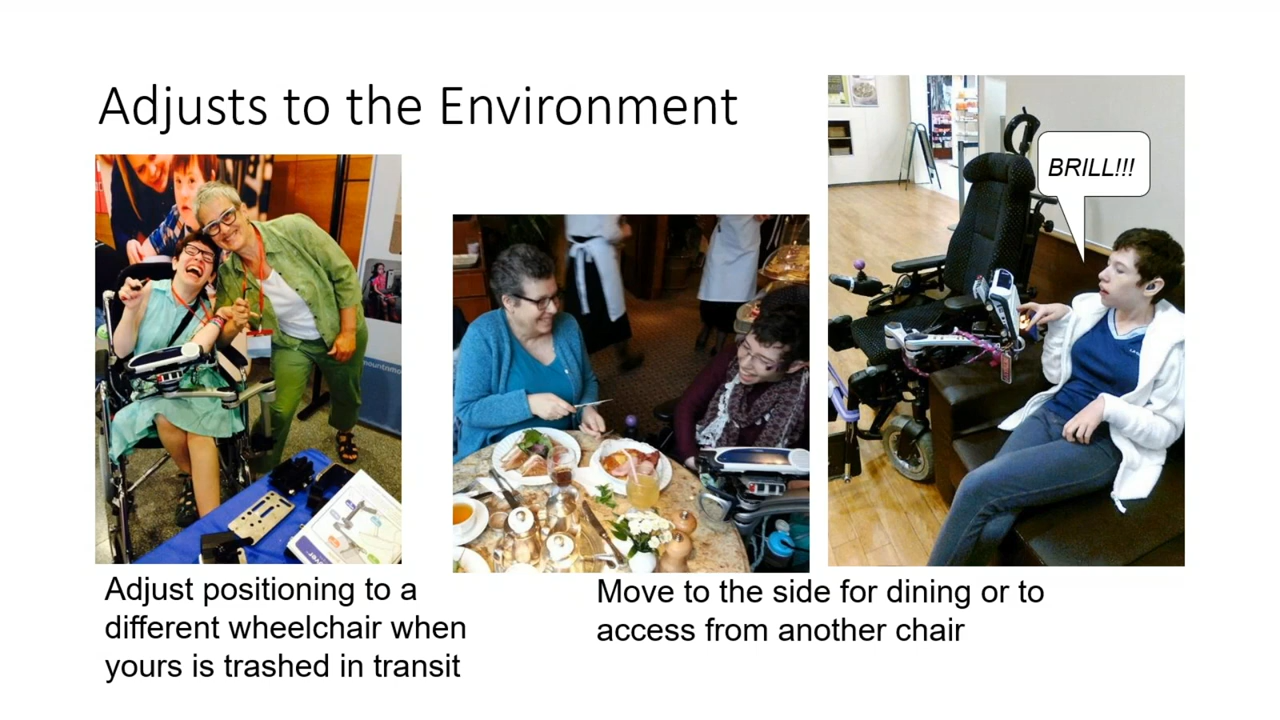 Adjusts to the Environment
BRILL!!!
Adjust positioning to a
different wheelchair when
yours is trashed in transit
Move to the side for dining or to
access from another chair